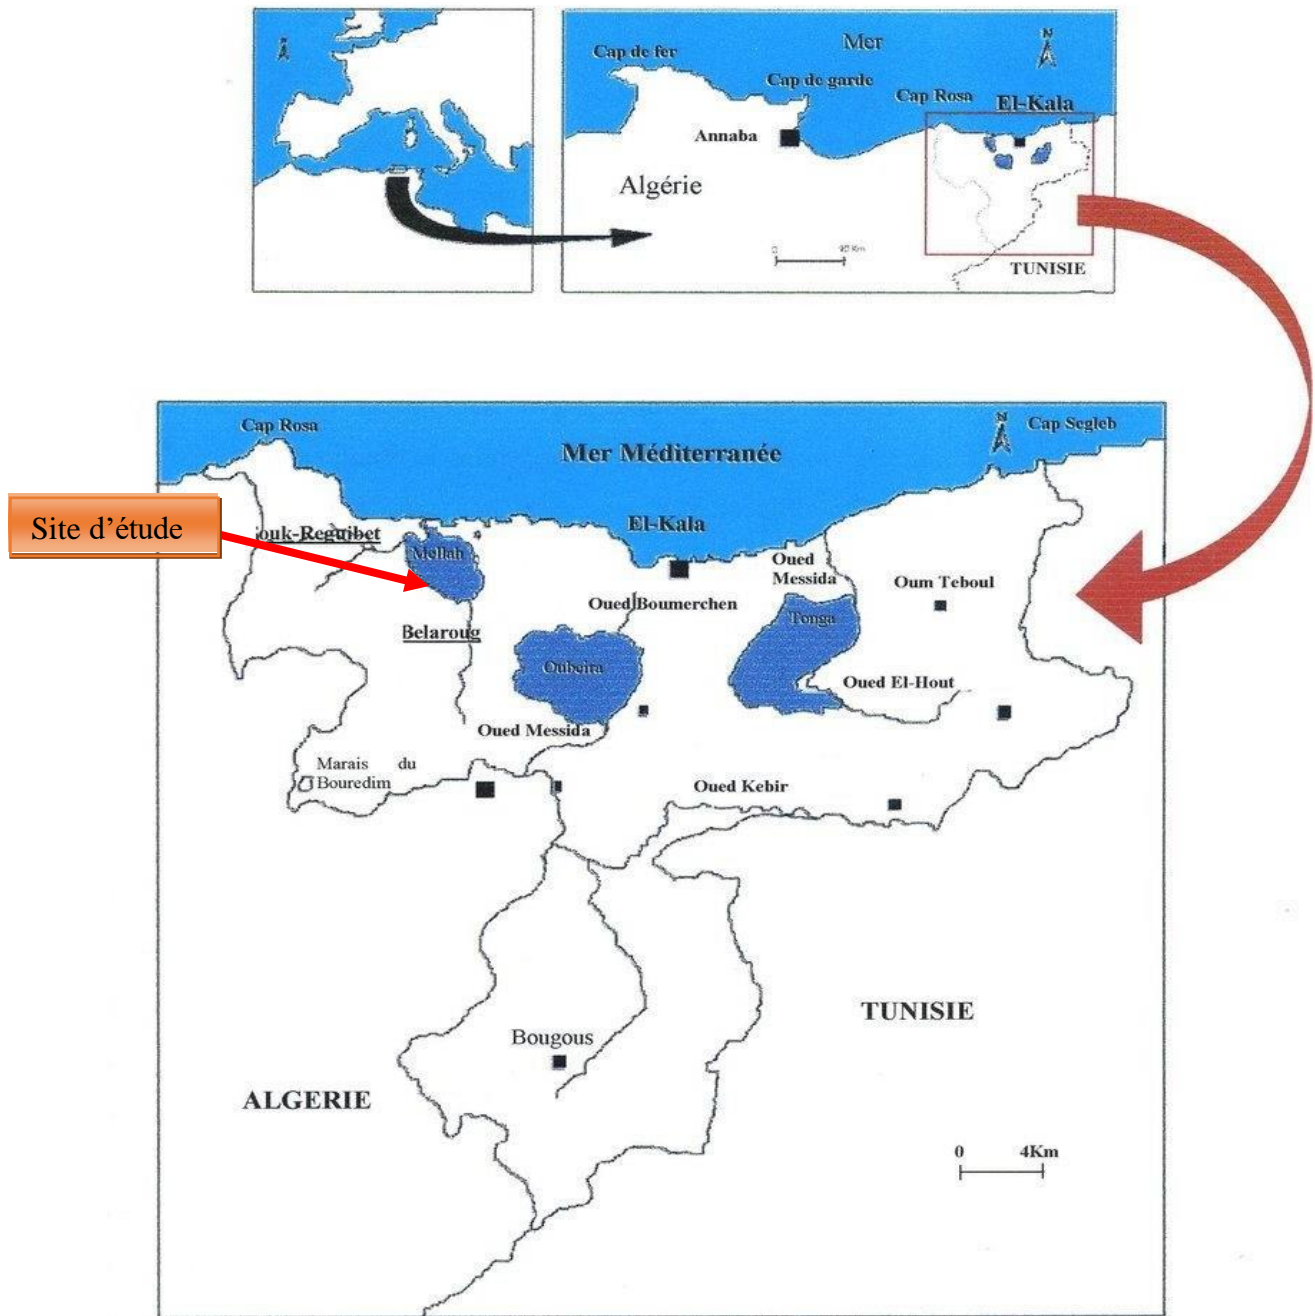 N
Mer
N
Cap de fer
Cap de garde
Cap Rosa
El-Kala
Annaba
Algérie
0
TUNISIE
Cap Rosa
N
Cap Segleb
Mer Méditerranée
Site d’étude
El-Kala
iouk-Reguibet
Mellah
Oued
Messida
Oum Teboul
Oued Boumerchen
Tonga
Belaroug
Oubeira
Oued El-Hout
Oued Messida
Marais du
Bouredim
Oued Kebir
TUNISIE
Bougous
ALGERIE
0 4Km